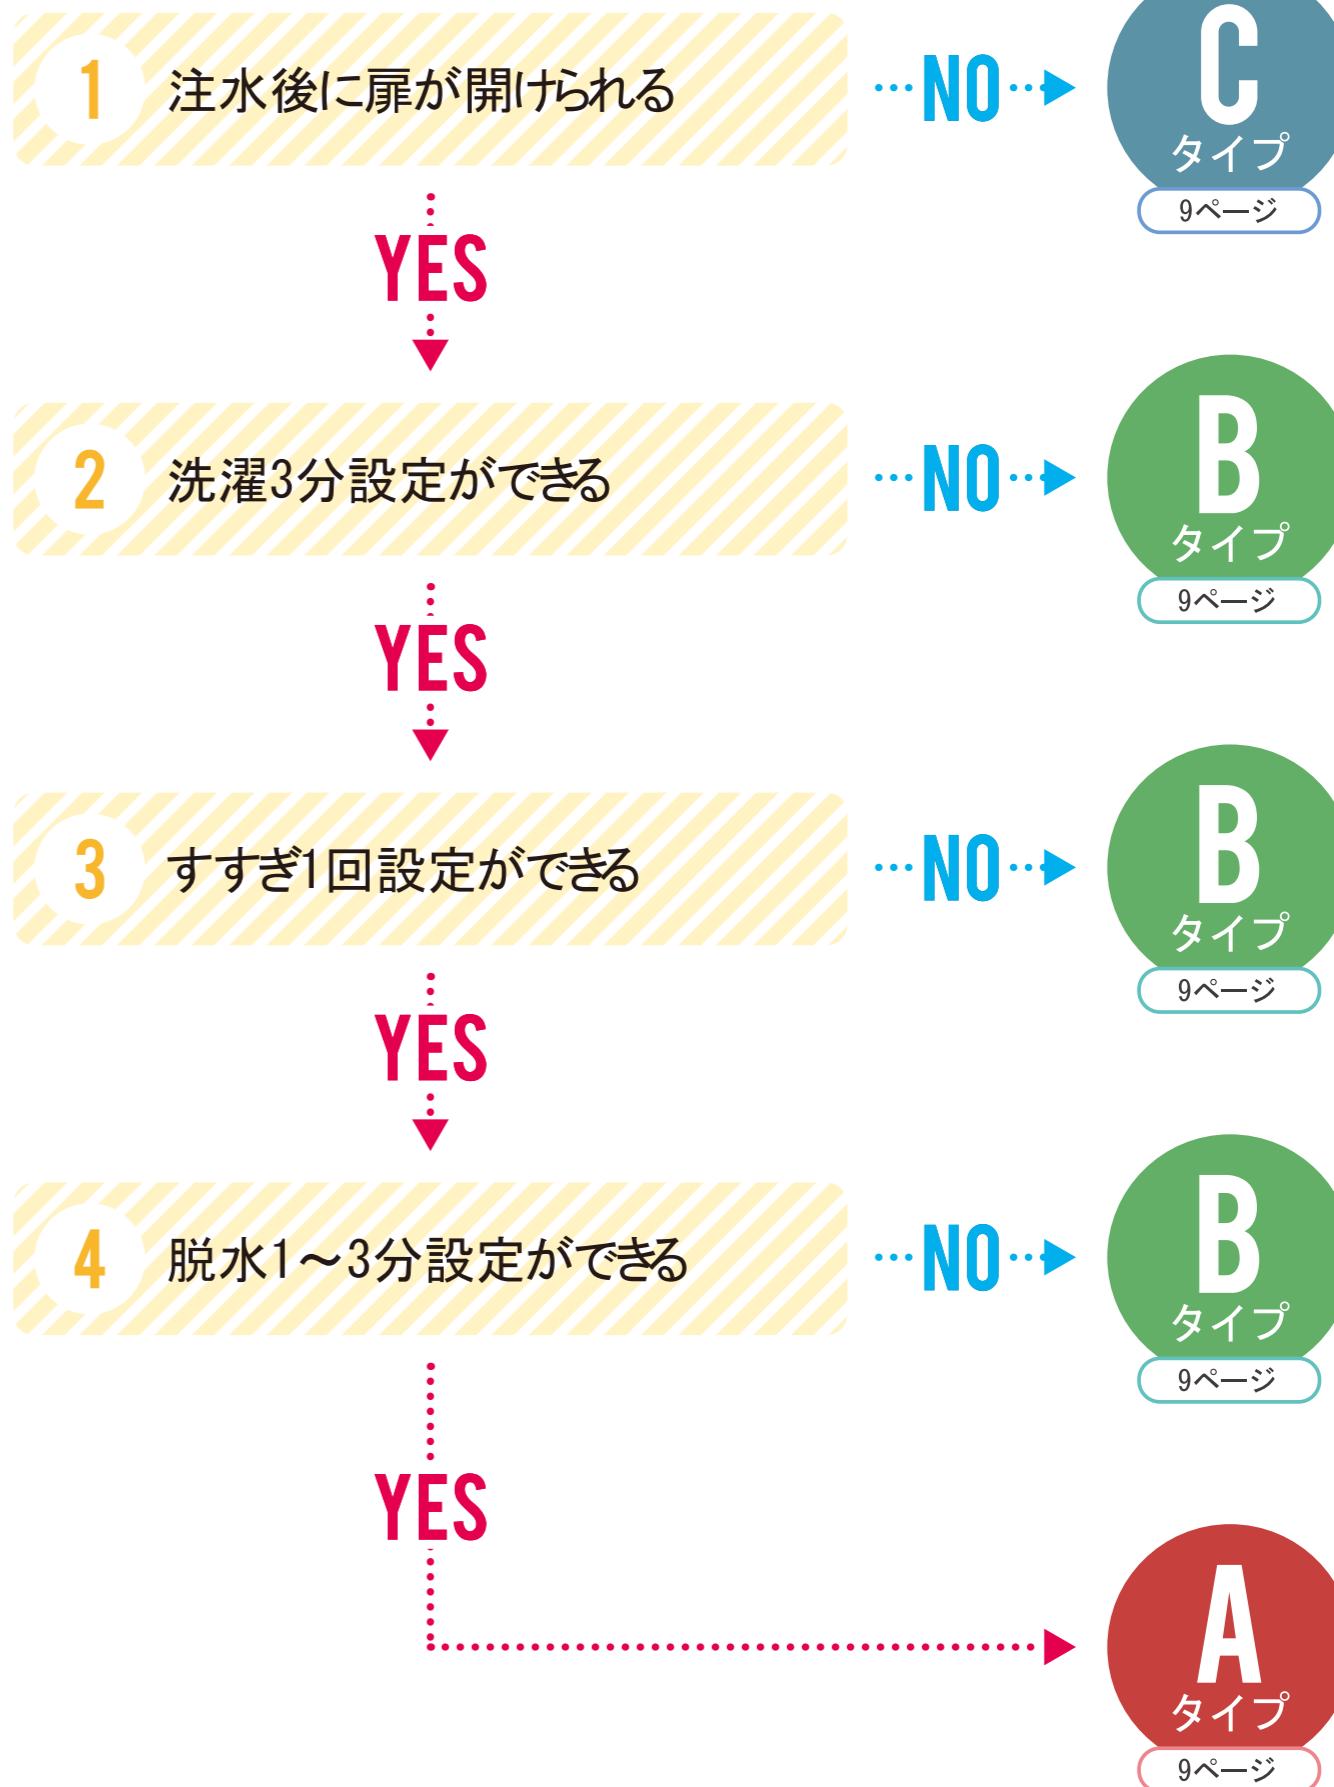 1 注水後に扉が開けられる
NO
C
タイプ
9ページ
YES
2 洗濯3分設定ができる
NO
B
タイプ
9ページ
YES
3 すすぎ1回設定ができる
NO
B
タイプ
9ページ
YES
4 脱水1～3分設定ができる
NO
B
タイプ
9ページ
YES
A
タイプ
9ページ